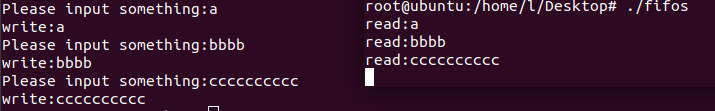 Please input something:a
write:a
Please input something:bbbb
write:bbbb
Please input something:cccccccccc
write:cccccccccc
root@ubuntu:/home/l/Desktop# ./fifos
read:a
read:bbbb
read:cccccccccc